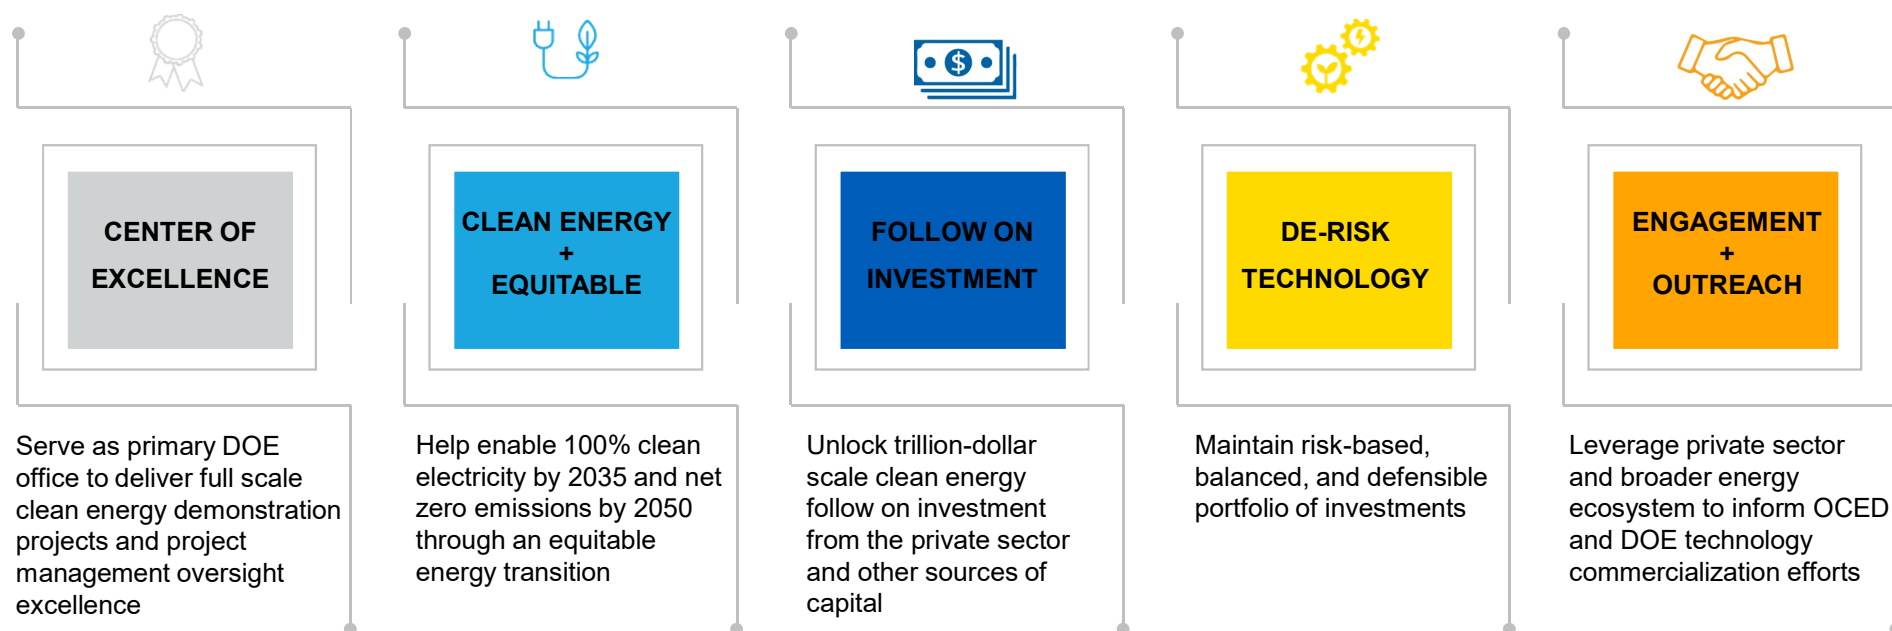 CENTER OF
EXCELLENCE
CLEAN ENERGY
+
EQUITABLE
FOLLOW ON
INVESTMENT
DE-RISK
TECHNOLOGY
ENGAGEMENT
+
OUTREACH
Serve as primary DOE
office to deliver full scale
clean energy demonstration
projects and project
management oversight
excellence
Help enable 100% clean
electricity by 2035 and net
zero emissions by 2050
through an equitable
energy transition
Unlock trillion-dollar
scale clean energy
follow on investment
from the private sector
and other sources of
capital
Maintain risk-based,
balanced, and defensible
portfolio of investments
Leverage private sector
and broader energy
ecosystem to inform OCED
and DOE technology
commercialization efforts